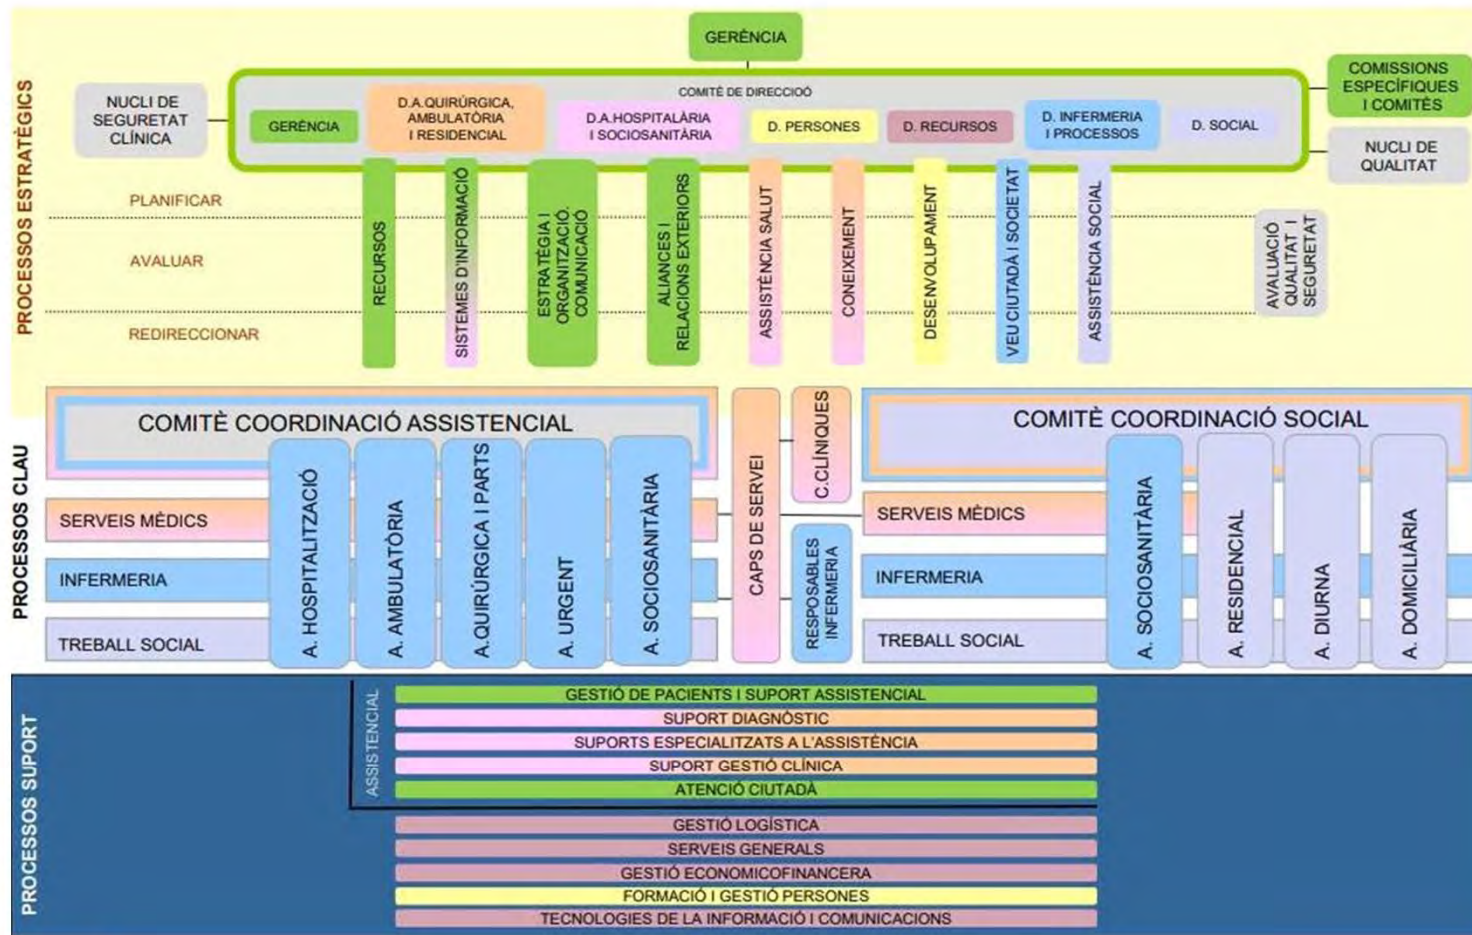 GERÈNCIA
PROCESSOS ESTRATÈGICS
NUCLI DE
SEGURETAT
CLÍNICA
COMITÈ DE DIRECCIOÓ
GERÈNCIA
D.A.QUIRÚRGICA,
AMBULATÒRIA
I RESIDENCIAL
D.A.HOSPITALÀRIA
I SOCIOSANITÀRIA
D. PERSONES
D. RECURSOS
D. INFERMERIA
I PROCESSOS
D. SOCIAL
COMISSIONS
ESPECÍFIQUES
I COMITÈS
NUCLI DE
QUALITAT
PLANIFICAR
AVALUAR
REDIRECCIONAR
RECURSOS
SISTEMES D'INFORMACIÓ
ESTRATÈGIA I
ORGANITZACIÓ.
COMUNICACIÓ
ALIANCES I
RELACIONS EXTERIORS
ASSISTÈNCIA SALUT
CONEIXEMENT
DESENVOLUPAMENT
VEU CIUTADÀ I SOCIETAT
ASSISTÈNCIA SOCIAL
AVALUACIÓ
QUALITAT I
SEGURETAT
PROCESSOS CLAU
COMITÈ COORDINACIÓ ASSISTENCIAL
SERVEIS MÈDICS
INFERMERIA
TREBALL SOCIAL
A. HOSPITALITZACIÓ
A. AMBULATÒRIA
A.QUIRÚRGICA I PARTS
A. URGENT
A. SOCIOSANITÀRIA
CAPS DE SERVEI
C.CLÍNIQUES
RESPOSABLES
INFERMERIA
COMITÈ COORDINACIÓ SOCIAL
SERVEIS MÈDICS
INFERMERIA
TREBALL SOCIAL
A. SOCIOSANITÀRIA
A. RESIDENCIAL
A. DIURNA
A. DOMICILIÀRIA
PROCESSOS SUPORT
ASSISTENCIAL
GESTIÓ DE PACIENTS I SUPORT ASSISTENCIAL
SUPORT DIAGNÒSTIC
SUPORTS ESPECIALITZATS A L'ASSISTÈNCIA
SUPORT GESTIÓ CLÍNICA
ATENCIÓ CIUTADÀ
GESTIÓ LOGÍSTICA
SERVEIS GENERALS
GESTIÓ ECONOMICOFINANCERA
FORMACIÓ I GESTIÓ PERSONES
TECNOLOGIES DE LA INFORMACIÓ I COMUNICACIONS